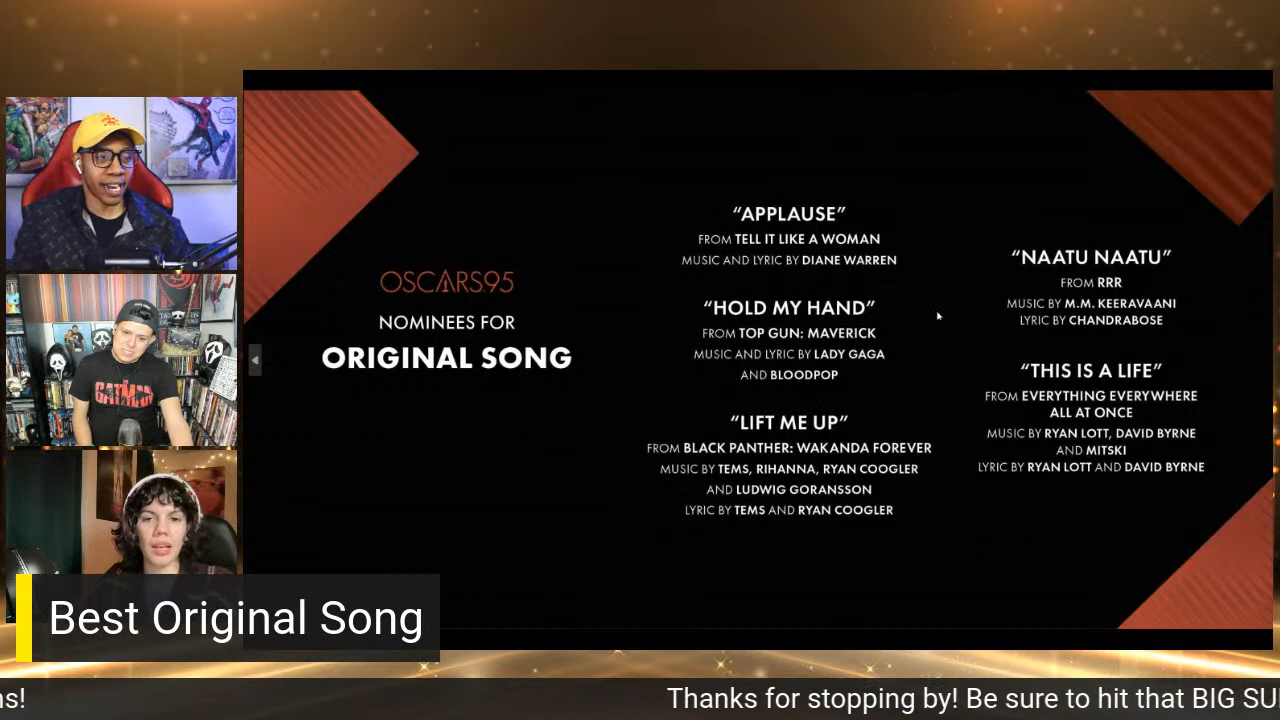 OSCARS95
NOMINEES FOR
ORIGINAL SONG
“APPLAUSE”
FROM TELL IT LIKE A WOMAN
MUSIC AND LYRIC BY DIANE WARREN
“HOLD MY HAND”
FROM TOP GUN: MAVERICK
MUSIC AND LYRIC BY LADY GAGA
AND BLOODPOP
“LIFT ME UP”
FROM BLACK PANTHER: WAKANDA FOREVER
MUSIC BY TEMS, RIHANNA, RYAN COOGLER
AND LUDWIG GORANSSON
LYRIC BY TEMS AND RYAN COOGLER
“NAATU NAATU”
FROM RRR
MUSIC BY M.M. KEERAVAANI
LYRIC BY CHANDRABOSE
“THIS IS A LIFE”
FROM EVERYTHING EVERYWHERE
ALL AT ONCE
MUSIC BY RYAN LOTT, DAVID BYRNE
AND MITSKI
LYRIC BY RYAN LOTT AND DAVID BYRNE
Best Original Song
ns! Thanks for stopping by! Be sure to hit that BIG SU